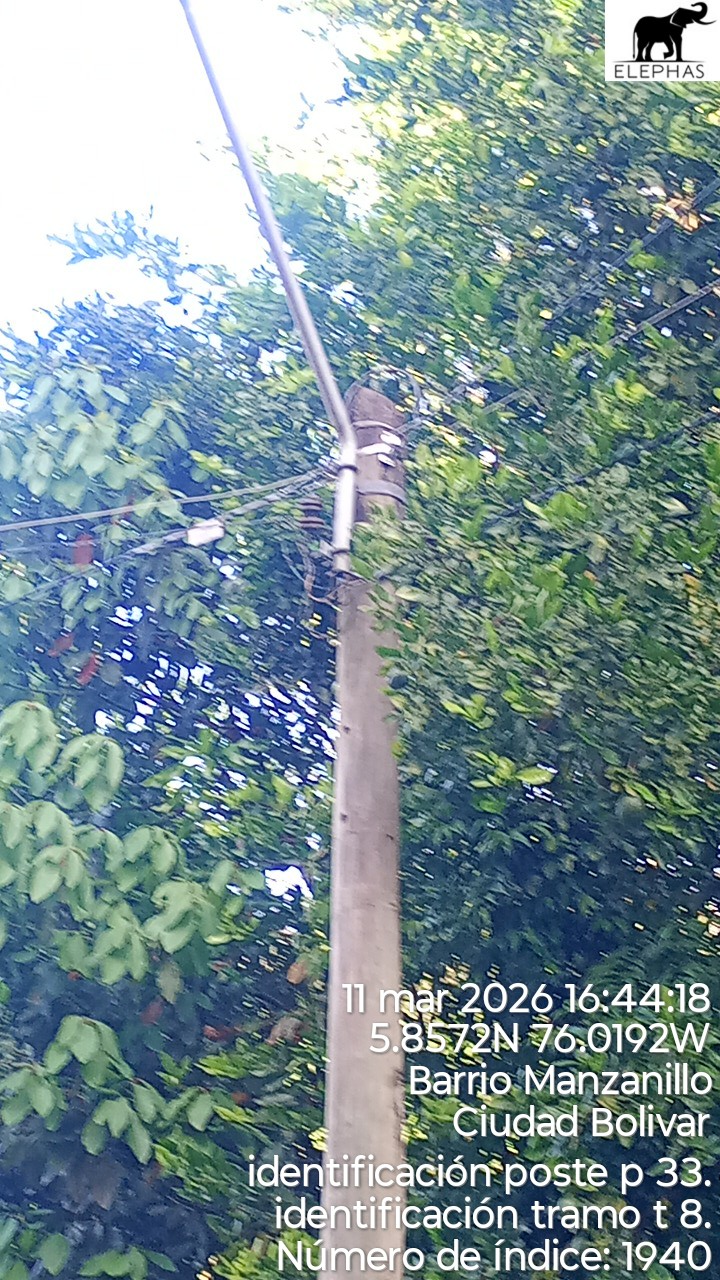 ELEPHAS
11 mar 2026 16:44:18
5.8572N 76.0192W
Barrio Manzanillo
Ciudad Bolivar
identificación poste p 33.
identificación tramo t 8.
Número de índice: 1940